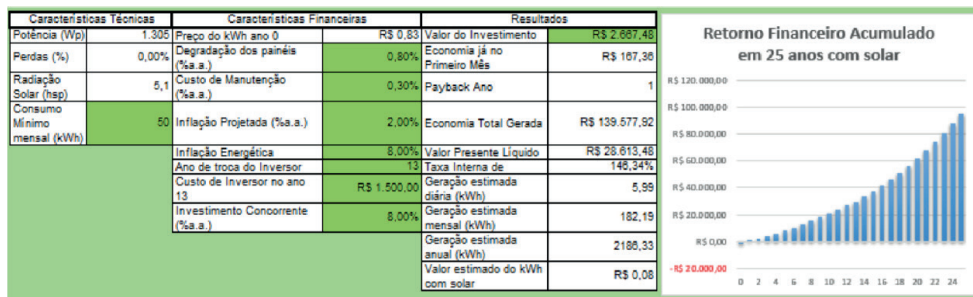 Características Técnicas Características Financeiras Resultados
Potência (Wp) 1.305 Preço do kWh ano 0 R$ 0,83 Valor do Investimento R$ 2.667,48
Perdas (%) 0,00% Degradação dos painéis (%a.a.) 0,80% Economia já no Primeiro Mês R$ 167,36
Radiação Solar (hsp) 5,1 Custo de Manutenção (%a.a.) 0,30% Payback Ano 1
Consumo Mínimo mensal (kWh) 50 Inflação Projetada (%a.a.) 2,00% Economia Total Gerada R$ 139.577,92
Inflação Energética 8,00% Valor Presente Líquido R$ 28.613,48
Ano de troca do Inversor 13 Taxa Interna de 146,34%
Custo de Inversor no ano 13 R$ 1.500,00 Geração estimada diária (kWh) 5,99
Investimento Concorrente (%a.a.) 8,00% Geração estimada mensal (kWh) 182,19
Geração estimada anual (kWh) 2186,33
Valor estimado do kWh com solar R$ 0,08
Retorno Financeiro Acumulado
em 25 anos com solar
R$ 120.000,00
R$ 100.000,00
R$ 80.000,00
R$ 60.000,00
R$ 40.000,00
R$ 20.000,00
R$ 0,00
-R$ 20.000,00
0 2 4 6 8 10 12 14 16 18 20 22 24